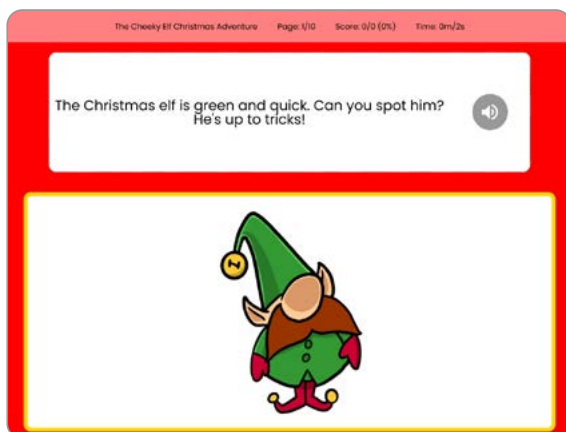 The Cheeky Elf Christmas Adventure Page: 1/10 Score: 0/0 (0%) Time: 0m/2s
The Christmas elf is green and quick. Can you spot him?
He's up to tricks!